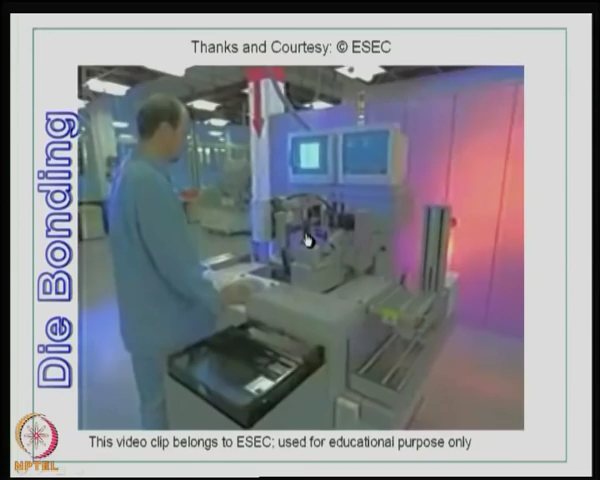 Thanks and Courtesy: © ESEC
Die Bonding
This video clip belongs to ESEC; used for educational purpose only
NPTEL